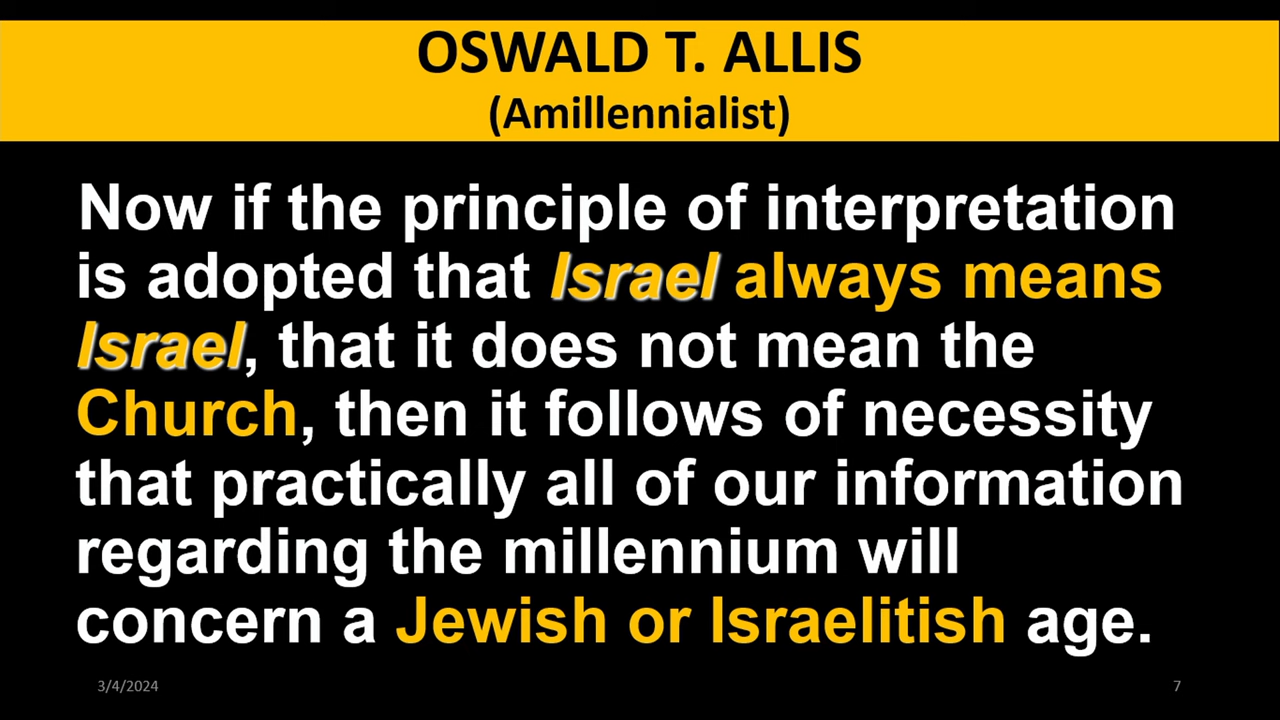 OSWALD T. ALLIS
(Amillennialist)
Now if the principle of interpretation
is adopted that Israel always means
Israel, that it does not mean the
Church, then it follows of necessity
that practically all of our information
regarding the millennium will
concern a Jewish or Israelitish age.
3/4/2024
7